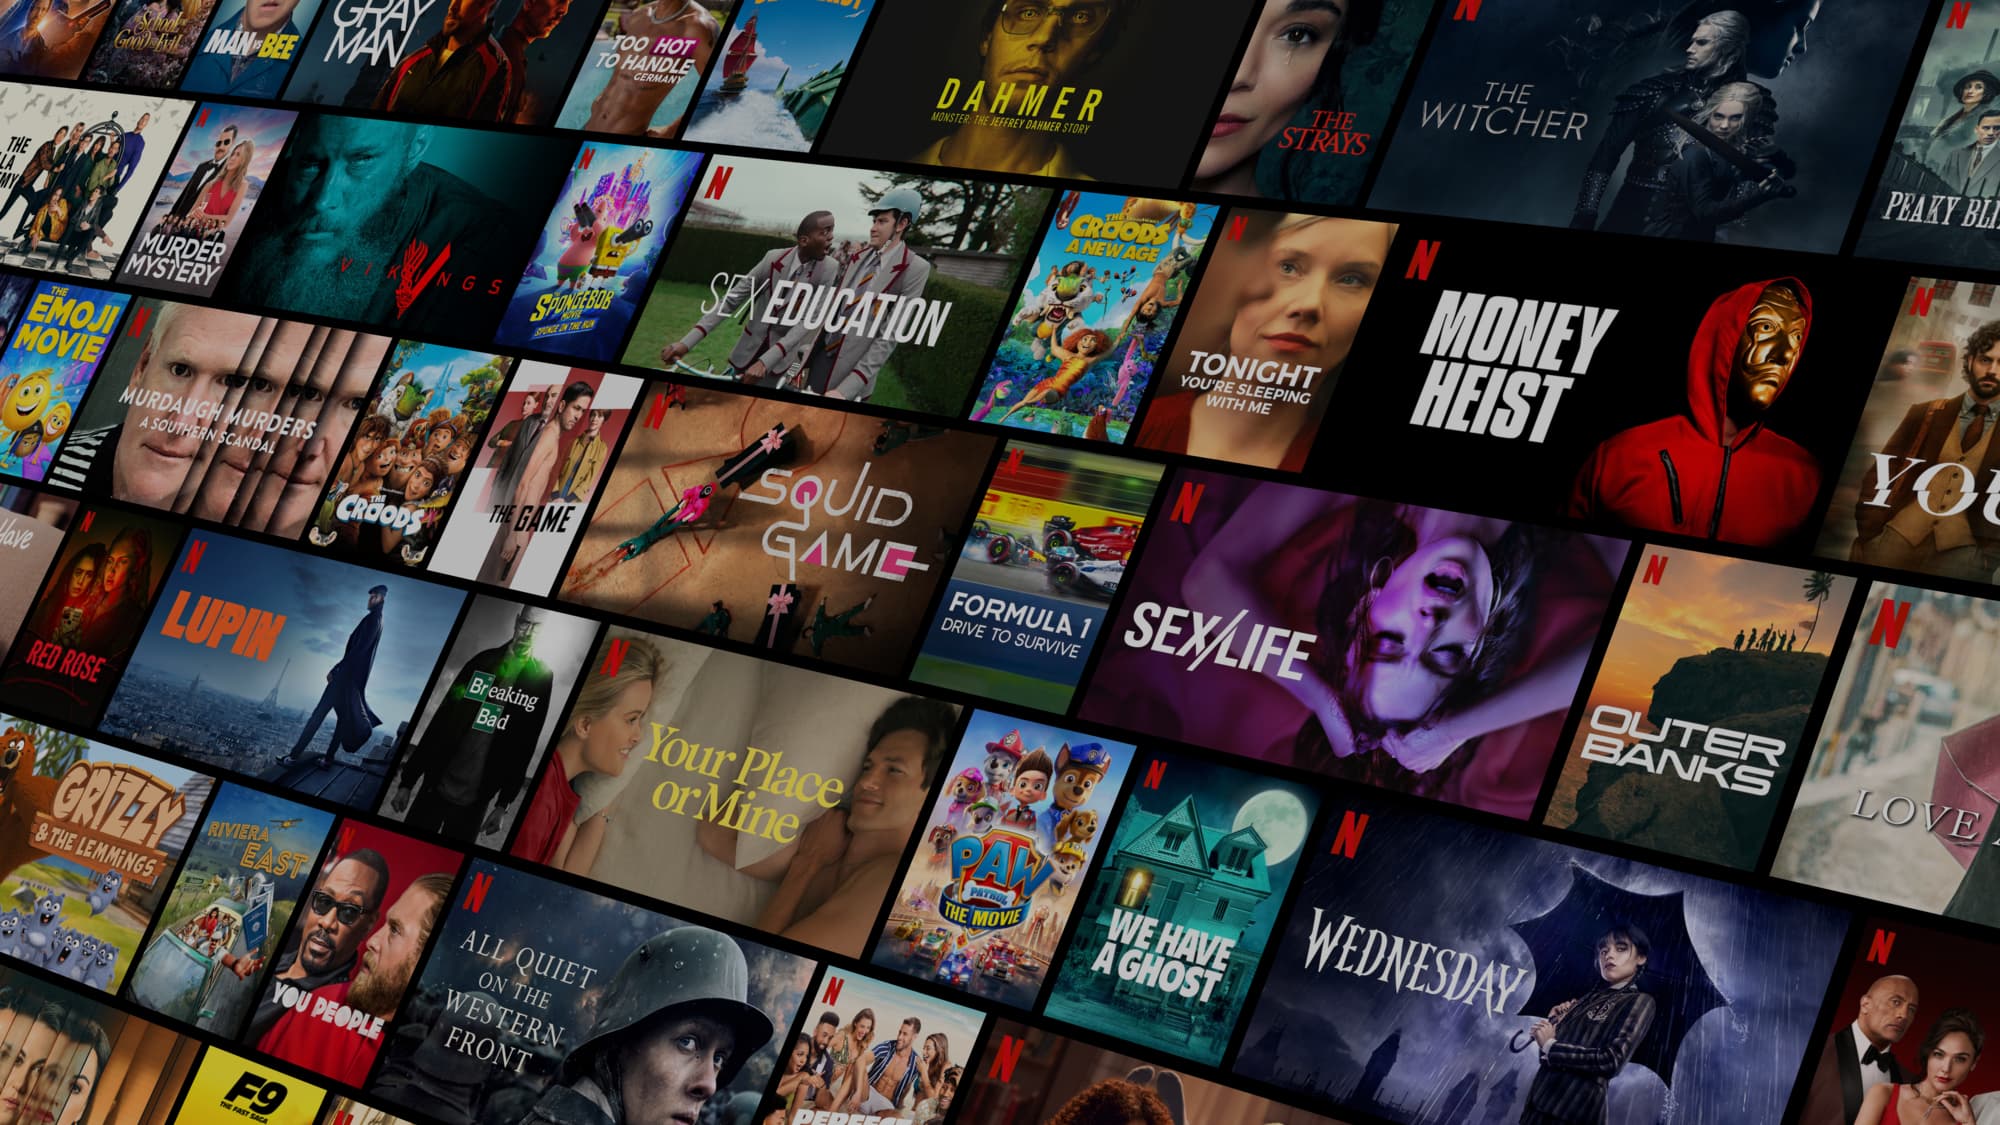 The School
for Good and Evil
MAN vs BEE
GRAY
MAN
TOO HOT
TO HANDLE
GERMANY
DAHMER
MONSTER: THE JEFFREY DAHMER STORY
THE
STRAYS
THE
WITCHER
PEAKY BLI
THE
LLA
EMY
MURDER
MYSTERY
VIKINGS
THE
SPONGEBOB
MOVIE
SPONGE ON THE RUN
SEX EDUCATION
THE
CROODS
A NEW AGE
TONIGHT
YOU'RE SLEEPING
WITH ME
MONEY
HEIST
YOU
THE
EMOJI
MOVIE
MURDAUGH MURDERS
A SOUTHERN SCANDAL
THE
CROODS
THE GAME
SQUID
GAME
FORMULA 1
DRIVE TO SURVIVE
SEX/LIFE
OUTER
BANKS
LOVE
Have
RED ROSE
LUPIN
Breaking
Bad
Your Place
or Mine
PAW
PATROL
THE MOVIE
WE HAVE
A GHOST
WEDNESDAY
GRIZZY
& THE LEMMINGS
RIVIERA
EAST
YOU PEOPLE
ALL QUIET
ON THE
WESTERN
FRONT
PERFECT
F9
THE FAST SAGA